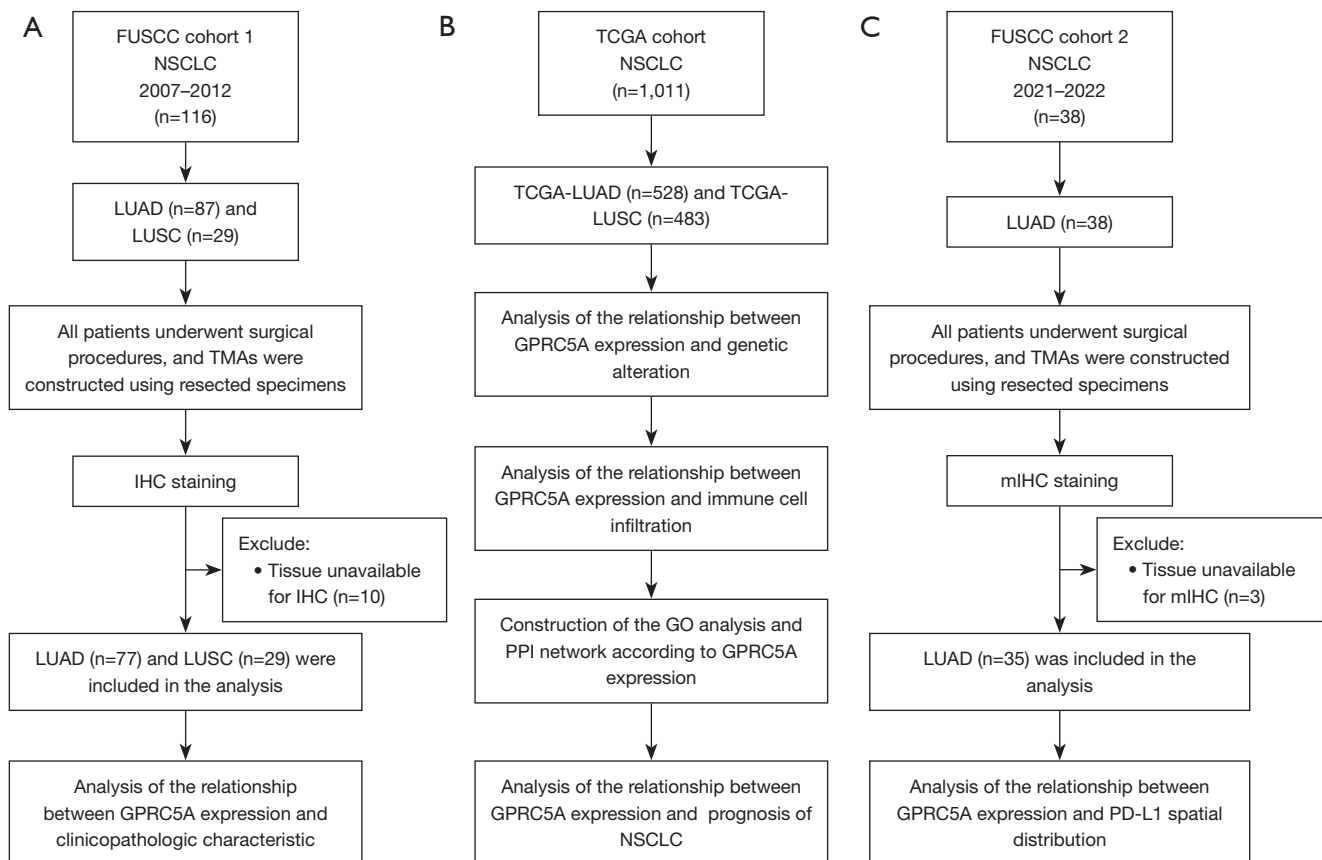 A
FUSCC cohort 1
NSCLC
2007–2012
(n=116)
LUAD (n=87) and
LUSC (n=29)
All patients underwent surgical
procedures, and TMAs were
constructed using resected specimens
IHC staining
Exclude:
• Tissue unavailable
for IHC (n=10)
LUAD (n=77) and LUSC (n=29) were
included in the analysis
Analysis of the relationship
between GPRC5A expression and
clinicopathologic characteristic
B
TCGA cohort
NSCLC
(n=1,011)
TCGA-LUAD (n=528) and TCGA-
LUSC (n=483)
Analysis of the relationship between
GPRC5A expression and genetic
alteration
Analysis of the relationship between
GPRC5A expression and immune cell
infiltration
Construction of the GO analysis and
PPI network according to GPRC5A
expression
Analysis of the relationship between
GPRC5A expression and prognosis of
NSCLC
C
FUSCC cohort 2
NSCLC
2021–2022
(n=38)
LUAD (n=38)
All patients underwent surgical
procedures, and TMAs were constructed
using resected specimens
mIHC staining
Exclude:
• Tissue unavailable
for mIHC (n=3)
LUAD (n=35) was included in the
analysis
Analysis of the relationship between
GPRC5A expression and PD-L1 spatial
distribution